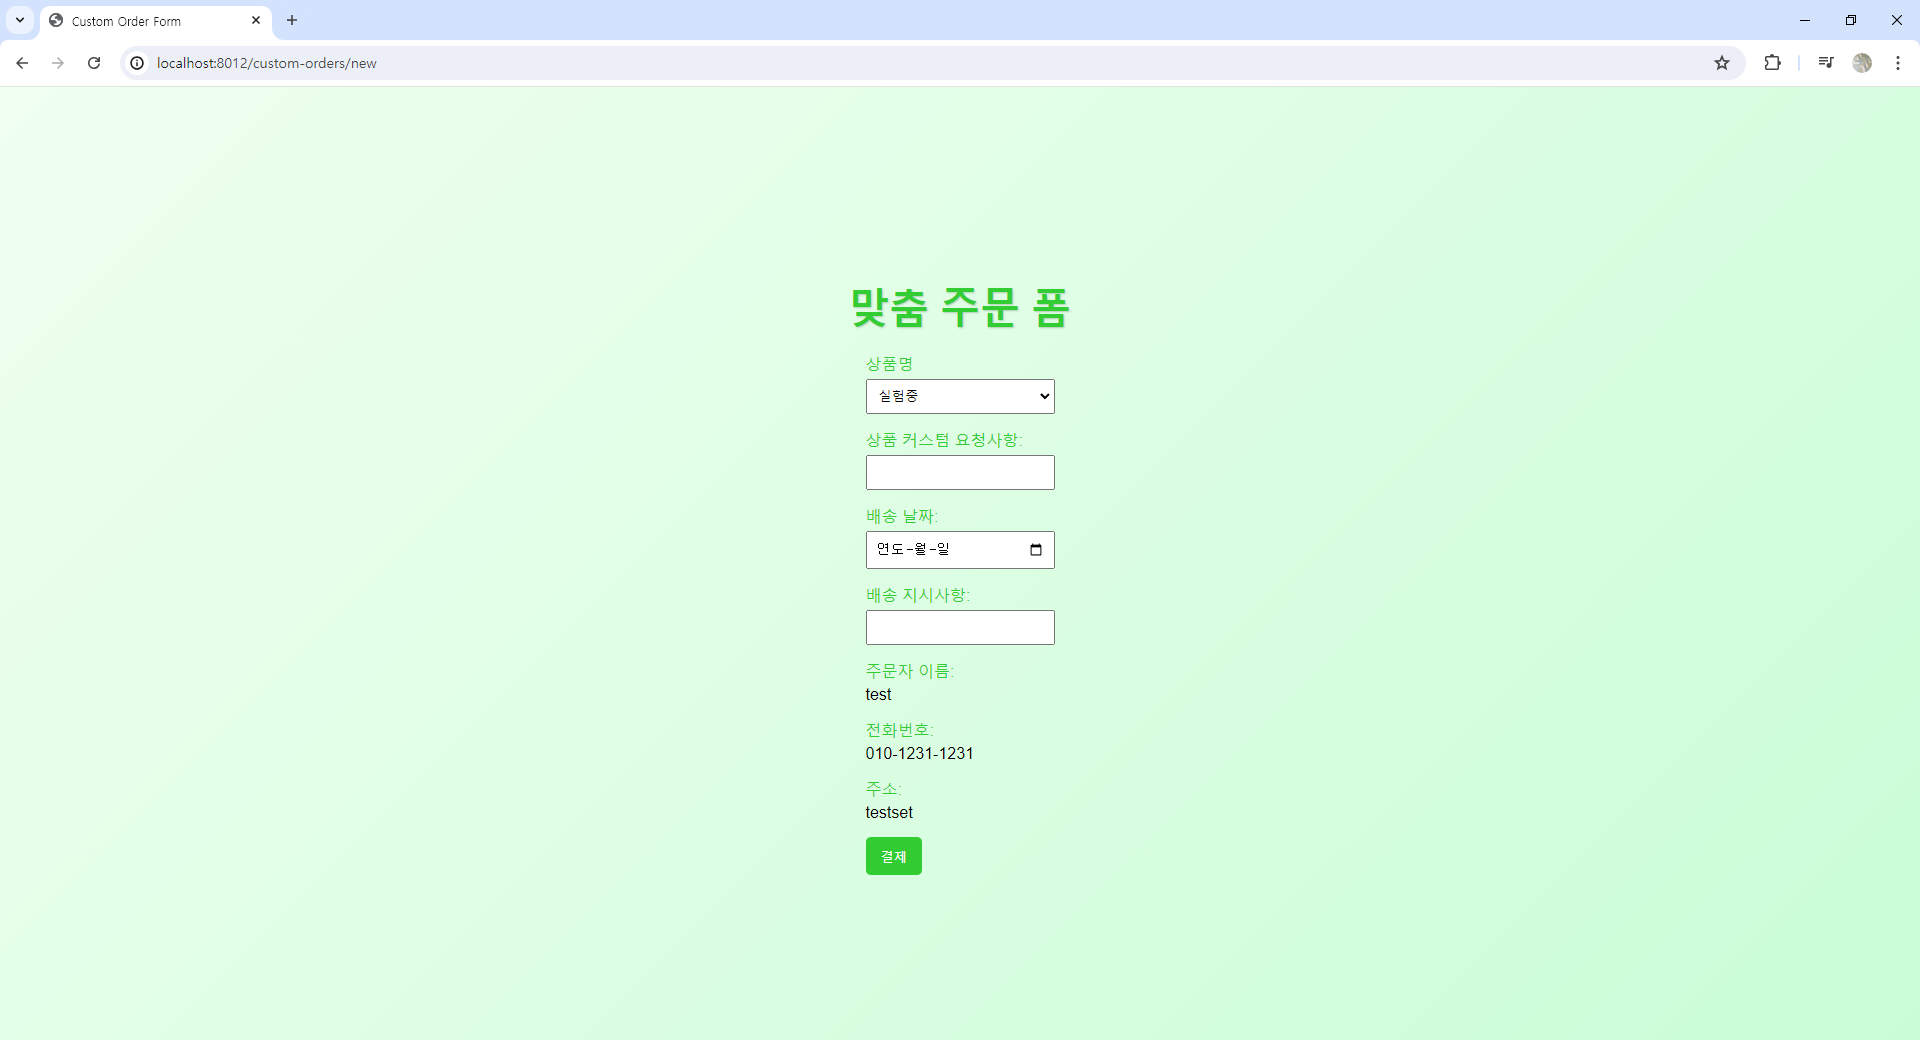 Custom Order Form
localhost:8012/custom-orders/new
맞춤 주문 폼
상품명
실험중
상품 커스텀 요청사항:
배송 날짜:
연도-월-일
배송 지시사항:
주문자 이름:
test
전화번호:
010-1231-1231
주소:
testset
결제